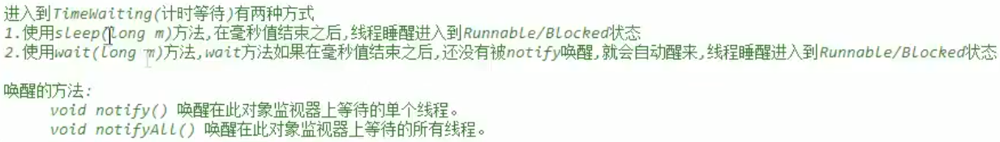 进入到TimeWaiting(计时等待)有两种方式
1.使用sleep(long m)方法,在毫秒值结束之后,线程睡醒进入到Runnable/Blocked状态
2.使用wait(long m)方法,wait方法如果在毫秒值结束之后,还没有被notify唤醒,就会自动醒来,线程睡醒进入到Runnable/Blocked状态
唤醒的方法:
void notify() 唤醒在此对象监视器上等待的单个线程。
void notifyAll() 唤醒在此对象监视器上等待的所有线程。